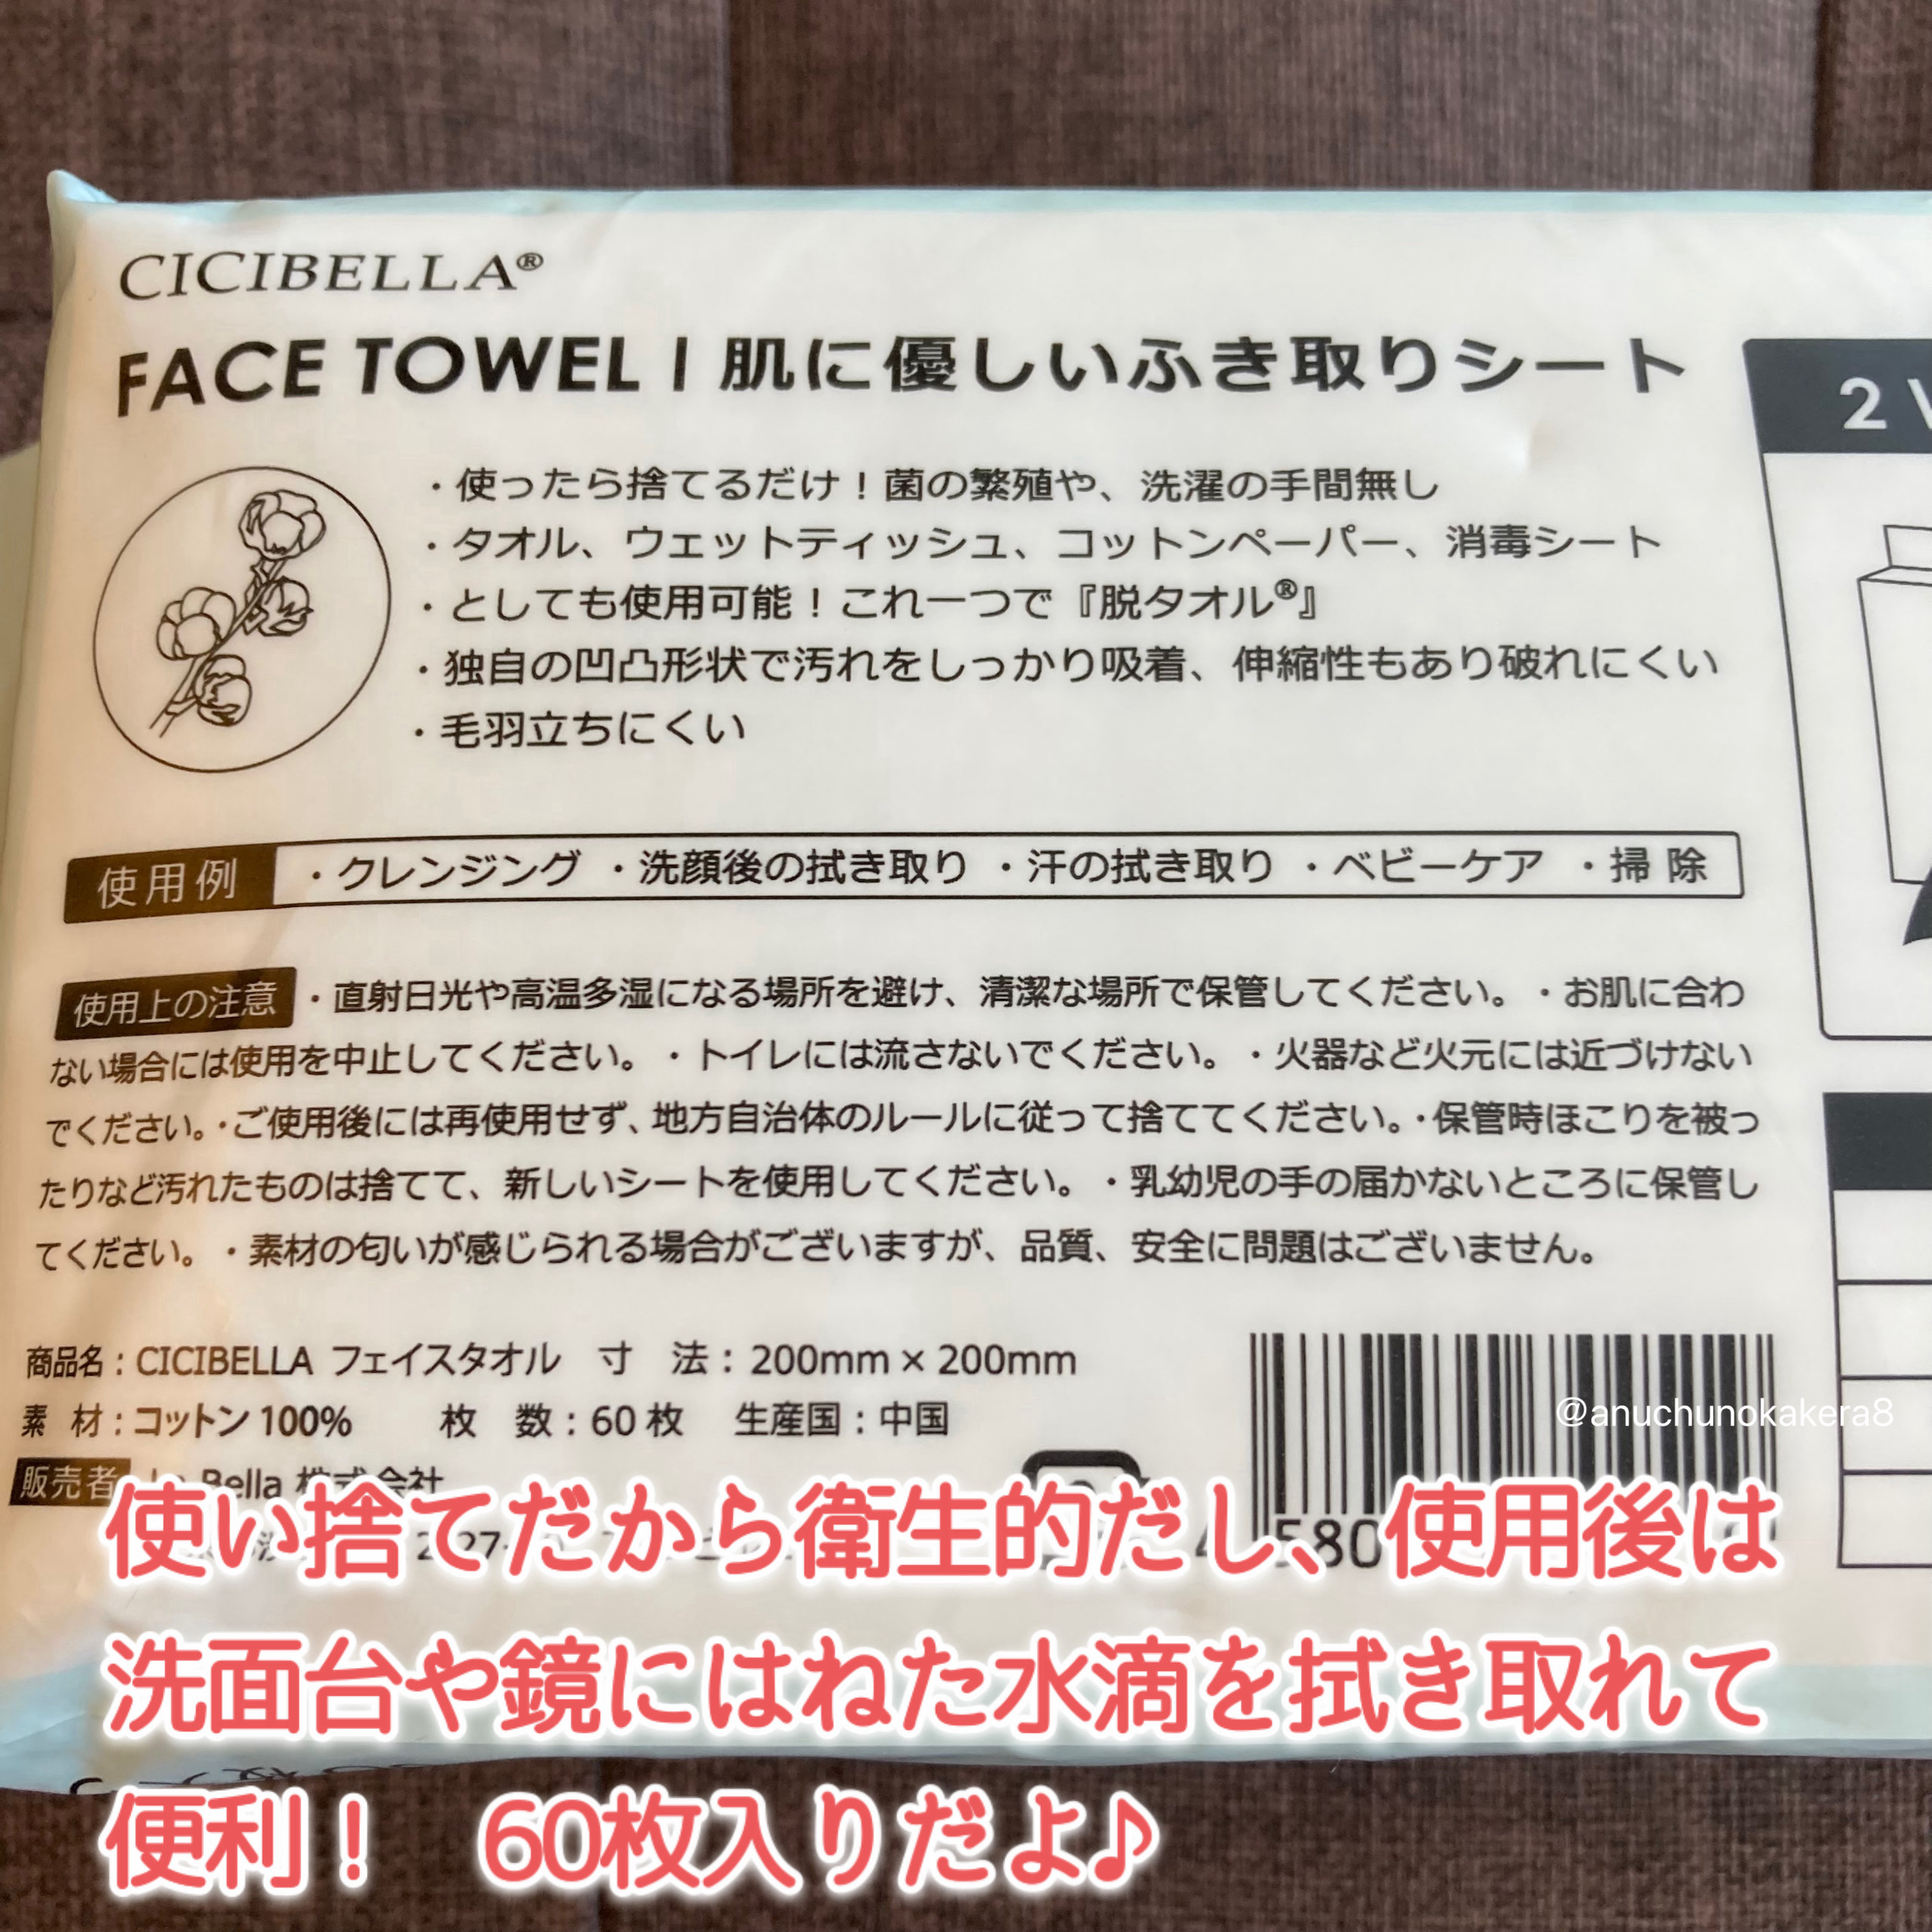 CICIBELLA®
FACE TOWEL | 肌に優しいふき取りシート
2
・使ったら捨てるだけ！菌の繁殖や、洗濯の手間無し
・タオル、ウェットティッシュ、コットンペーパー、消毒シート
・としても使用可能！これ一つで『脱タオル®』
・独自の凹凸形状で汚れをしっかり吸着、伸縮性もあり破れにくい
・毛羽立ちにくい
使用例 ・クレンジング ・洗顔後の拭き取り ・汗の拭き取り ・ベビーケア ・掃 除
使用上の注意 ・直射日光や高温多湿になる場所を避け、清潔な場所で保管してください。・お肌に合わ
ない場合には使用を中止してください。・トイレには流さないでください。・火器など火元には近づけない
でください。・ご使用後には再使用せず、地方自治体のルールに従って捨ててください。・保管時ほこりを被っ
たりなど汚れたものは捨てて、新しいシートを使用してください。・乳幼児の手の届かないところに保管し
てください。・素材の匂いが感じられる場合がございますが、品質、安全に問題はございません。
商品名：CICIBELLA フェイスタオル 寸 法：200mm×200mm
素 材：コットン100% 枚 数：60枚 生産国：中国
@anuchunokakera8
販売者 Bella 株式会社
580
使い捨てだから衛生的だし、使用後は
洗面台や鏡にはねた水滴を拭き取れて
便利！ 60枚入りだよ♪